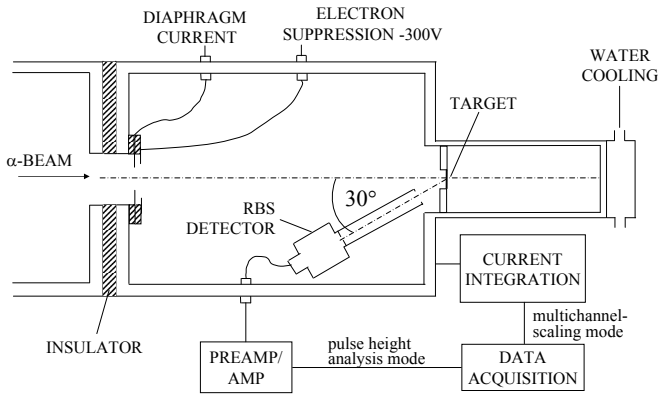 DIAPHRAGM
CURRENT
ELECTRON
SUPPRESSION -300V
WATER
COOLING
TARGET
α-BEAM
30°
RBS
DETECTOR
CURRENT
INTEGRATION
multichannel-
scaling mode
INSULATOR
PREAMP/
AMP
pulse height
analysis mode
DATA
ACQUISITION